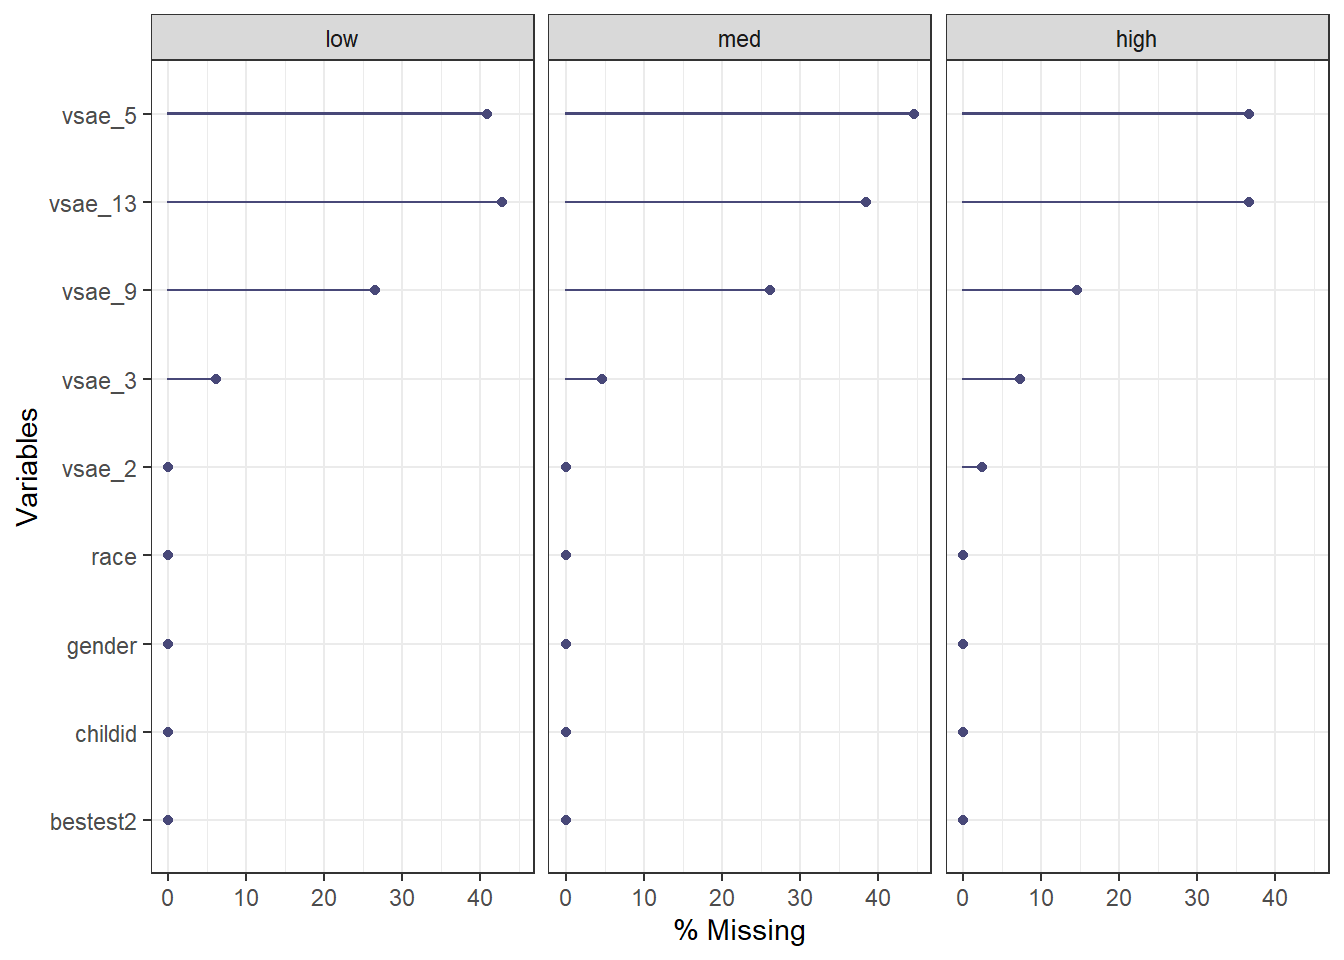 low med high
vsae_5
vsae_13
vsae_9
vsae_3
vsae_2
race
gender
childid
bestest2
Variables
0 10 20 30 40 0 10 20 30 40 0 10 20 30 40
% Missing